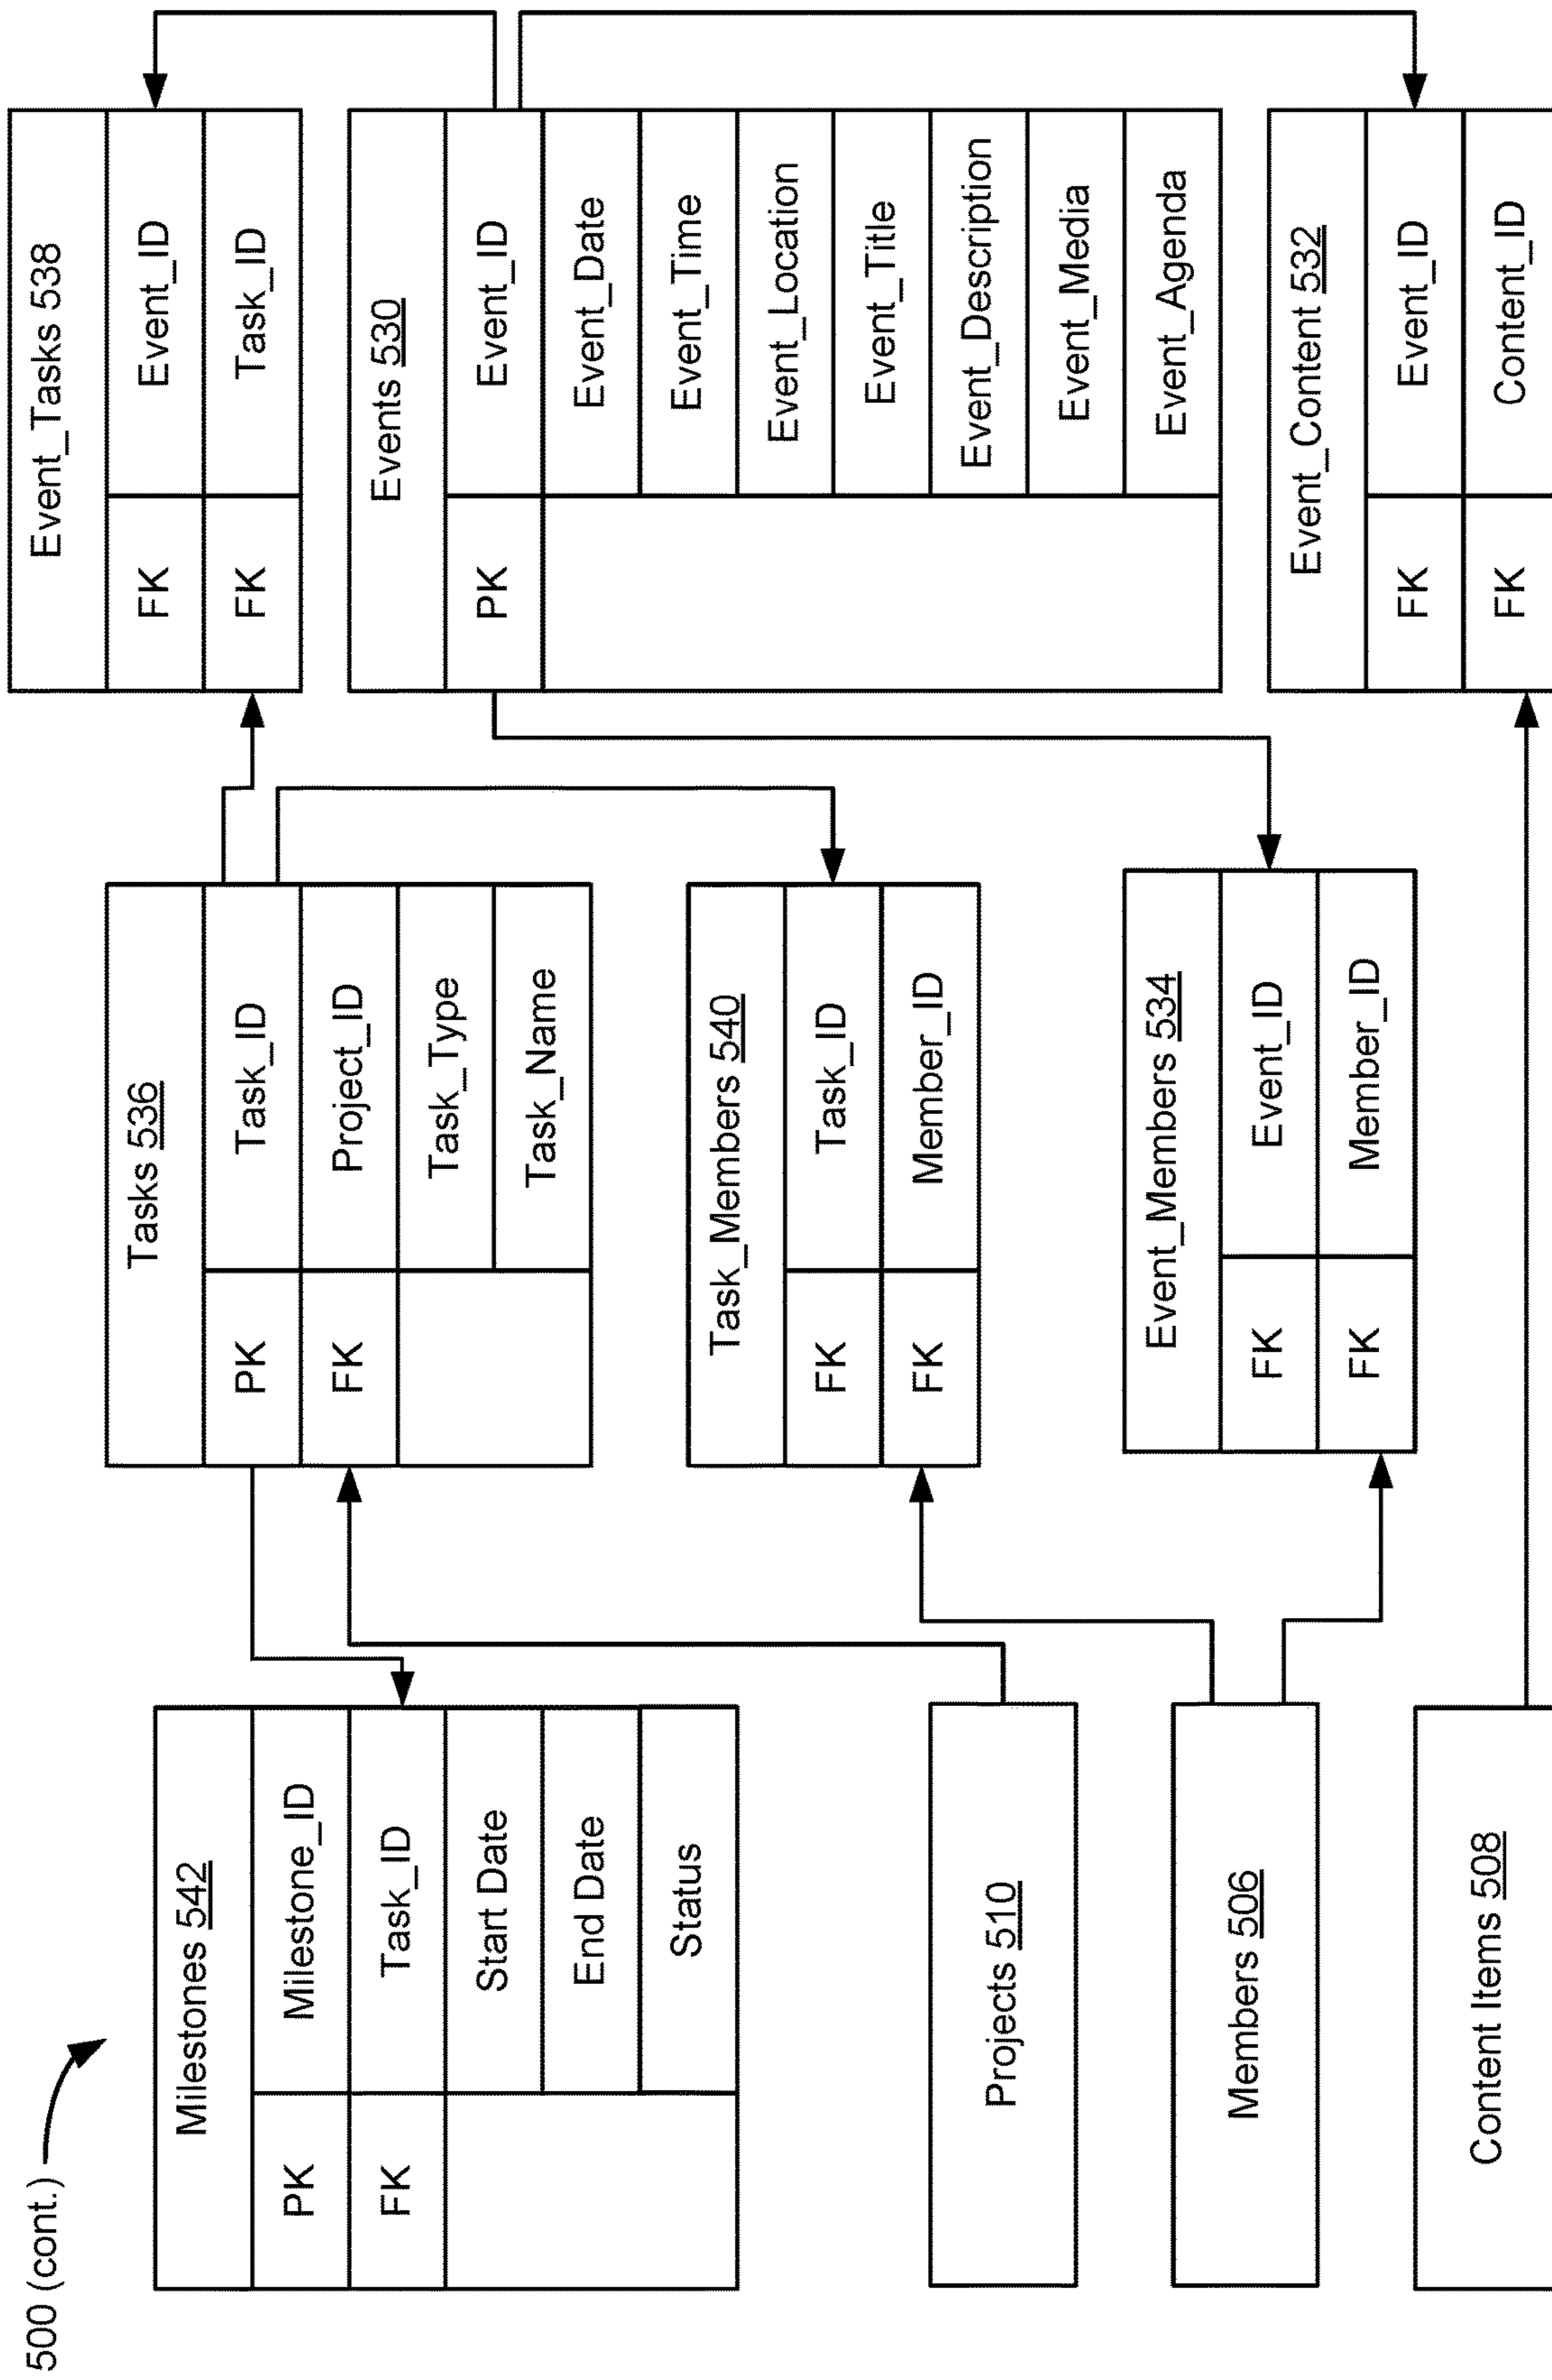 500 (cont.)
Milestones 542
PK Milestone_ID
FK Task_ID
Start Date
End Date
Status
Projects 510
Members 506
Content Items 508
Tasks 536
PK Task_ID
FK Project_ID
Task_Type
Task_Name
Task_Members 540
FK Task_ID
FK Member_ID
Event_Members 534
FK Event_ID
FK Member_ID
Event_Tasks 538
FK Event_ID
FK Task_ID
Events 530
PK Event_ID
Event_Date
Event_Time
Event_Location
Event_Title
Event_Description
Event_Media
Event_Agenda
Event_Content 532
FK Event_ID
FK Content_ID